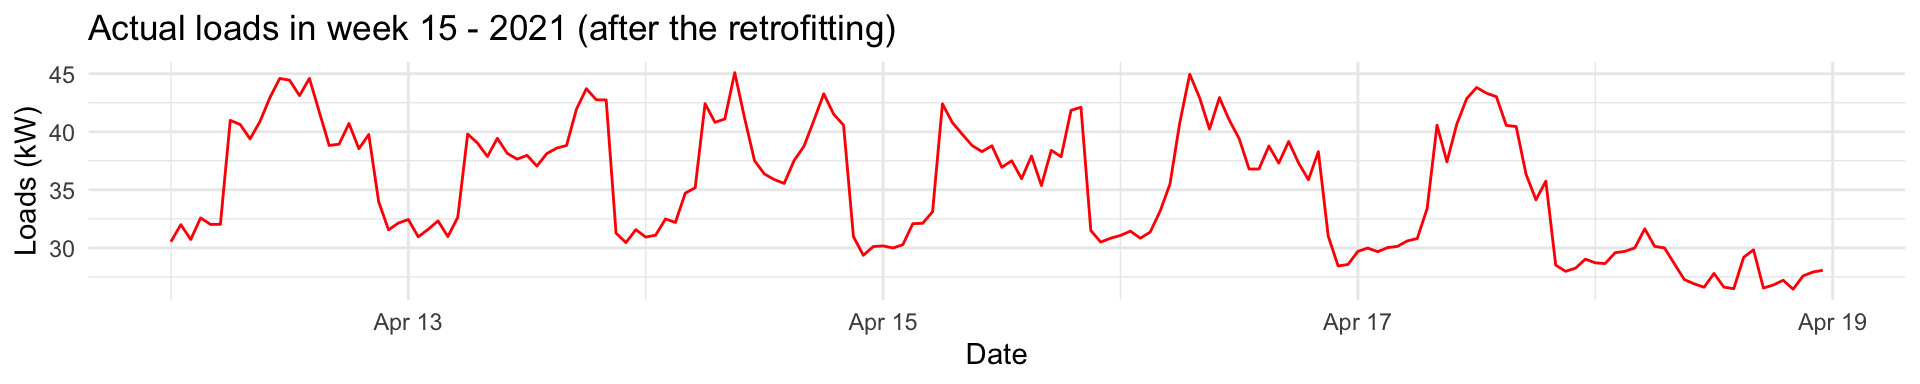 Actual loads in week 15 - 2021 (after the retrofitting)
Loads (kW)
45
40
35
30
Apr 13
Apr 15
Apr 17
Apr 19
Date